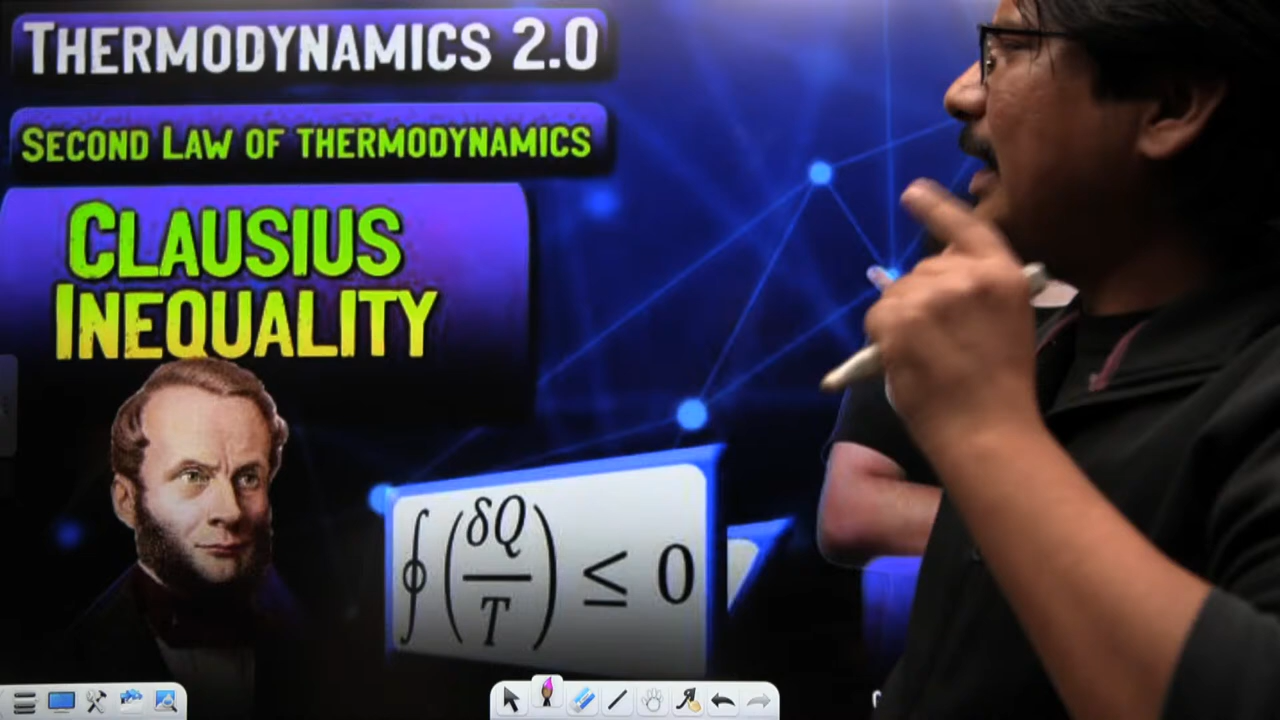 THERMODYNAMICS 2.0
SECOND LAW OF THERMODYNAMICS
CLAUSIUS
INEQUALITY
∮(δQ/T) ≤ 0